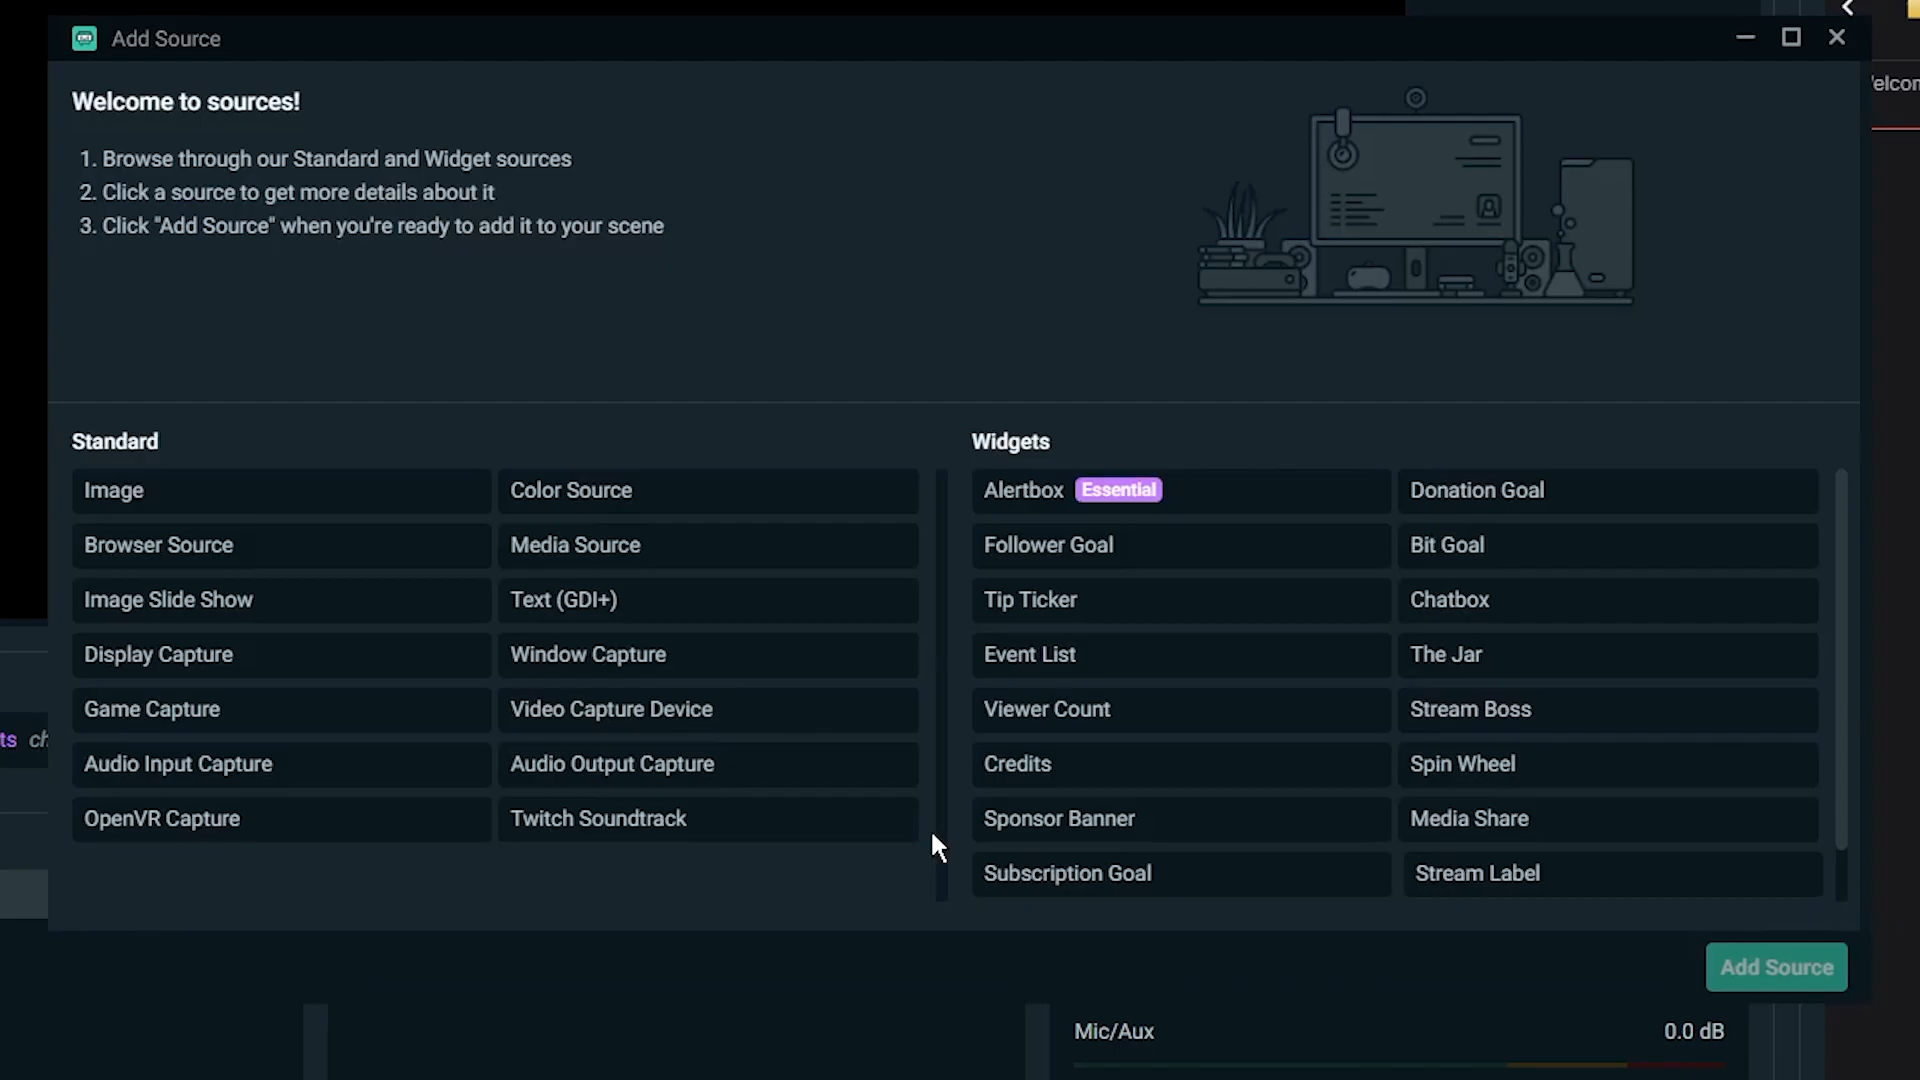 Add Source
Welcome to sources!
1. Browse through our Standard and Widget sources
2. Click a source to get more details about it
3. Click "Add Source" when you're ready to add it to your scene
Standard
Image
Color Source
Browser Source
Media Source
Image Slide Show
Text (GDI+)
Display Capture
Window Capture
Game Capture
Video Capture Device
Audio Input Capture
Audio Output Capture
OpenVR Capture
Twitch Soundtrack
Widgets
Alertbox Essential
Donation Goal
Follower Goal
Bit Goal
Tip Ticker
Chatbox
Event List
The Jar
Viewer Count
Stream Boss
Credits
Spin Wheel
Sponsor Banner
Media Share
Subscription Goal
Stream Label
Add Source
Mic/Aux 0.0 dB